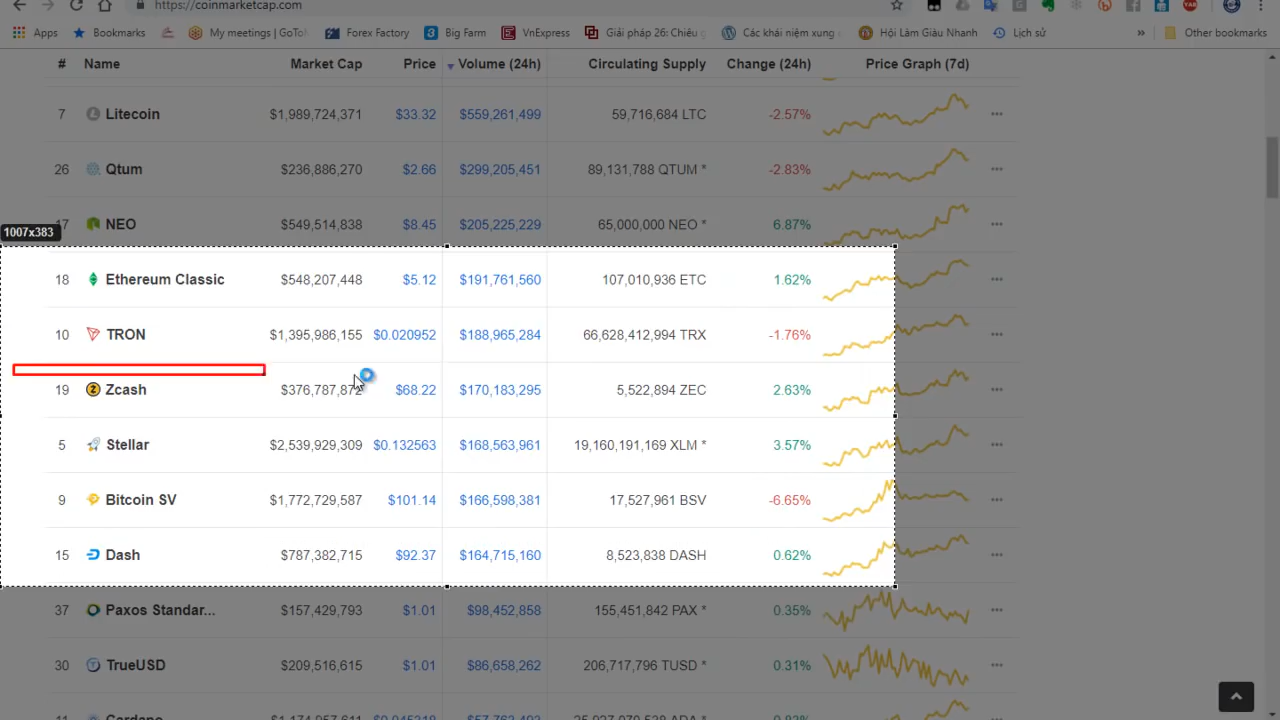 https://coinmarketcap.com
Apps Bookmarks My meetings | GoTo Forex Factory Big Farm VnExpress Giải pháp 26: Chiêu Các khái niệm xung Hội Làm Giàu Nhanh Lịch sử » Other bookmarks
# Name Market Cap Price Volume (24h) Circulating Supply Change (24h) Price Graph (7d)
7 Litecoin $1,989,724,371 $33.32 $559,261,499 59,716,684 LTC -2.57%
26 Qtum $236,886,270 $2.66 $299,205,451 89,131,788 QTUM * -2.83%
17 NEO $549,514,838 $8.45 $205,225,229 65,000,000 NEO * 6.87%
1007x383
18 Ethereum Classic $548,207,448 $5.12 $191,761,560 107,010,936 ETC 1.62%
10 TRON $1,395,986,155 $0.020952 $188,965,284 66,628,412,994 TRX -1.76%
19 Zcash $376,787,872 $68.22 $170,183,295 5,522,894 ZEC 2.63%
5 Stellar $2,539,929,309 $0.132563 $168,563,961 19,160,191,169 XLM * 3.57%
9 Bitcoin SV $1,772,729,587 $101.14 $166,598,381 17,527,961 BSV -6.65%
15 Dash $787,382,715 $92.37 $164,715,160 8,523,838 DASH 0.62%
37 Paxos Standar... $157,429,793 $1.01 $98,452,858 155,451,842 PAX * 0.35%
30 TrueUSD $209,516,615 $1.01 $86,658,262 206,717,796 TUSD * 0.31%
11 Cardano